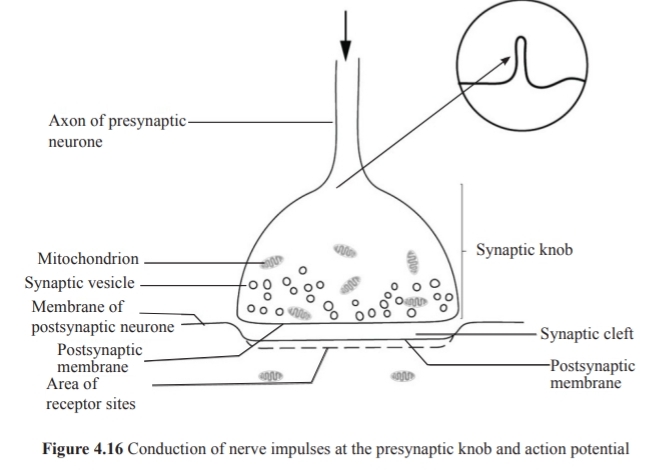 Axon of presynaptic
neurone
Mitochondrion
Synaptic vesicle
Membrane of
postsynaptic neurone
Postsynaptic
membrane
Area of
receptor sites
Synaptic knob
Synaptic cleft
Postsynaptic
membrane
Figure 4.16 Conduction of nerve impulses at the presynaptic knob and action potential